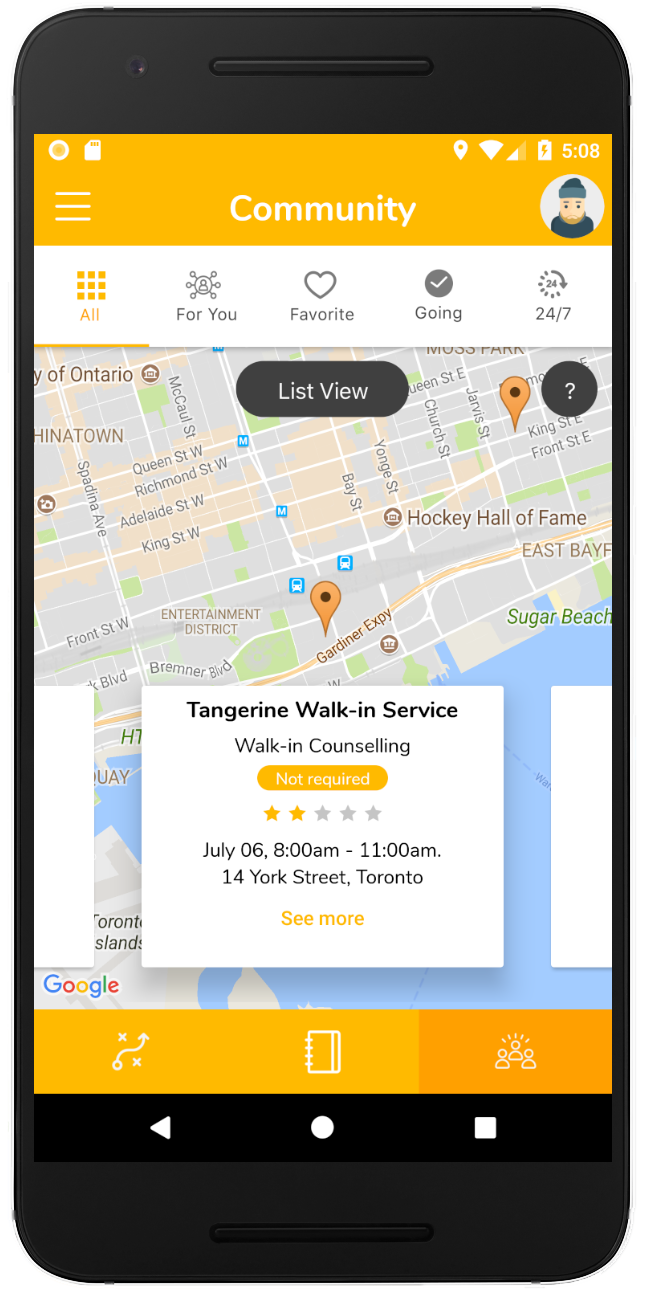 5:08
Community
All
For You
Favorite
Going
24
24/7
MOSS PARK
y of Ontario
List View
ueen St E
?
McCaul St
Church St
Jarvis St
King St E
Front St E
HINATOWN
M
Queen St W
Richmond St W
Yonge St
Spadina Ave
Bay St
Adelaide St W
M
Hockey Hall of Fame
King St W
EAST BAYF
ENTERTAINMENT
DISTRICT
Sugar Beach
Front St W
Gardiner Expy
Bremner Blvd
k Blvd
W
Tangerine Walk-in Service
HT
Walk-in Counselling
UAY
Not required
July 06, 8:00am - 11:00am.
14 York Street, Toronto
See more
Toronto
slands
Google